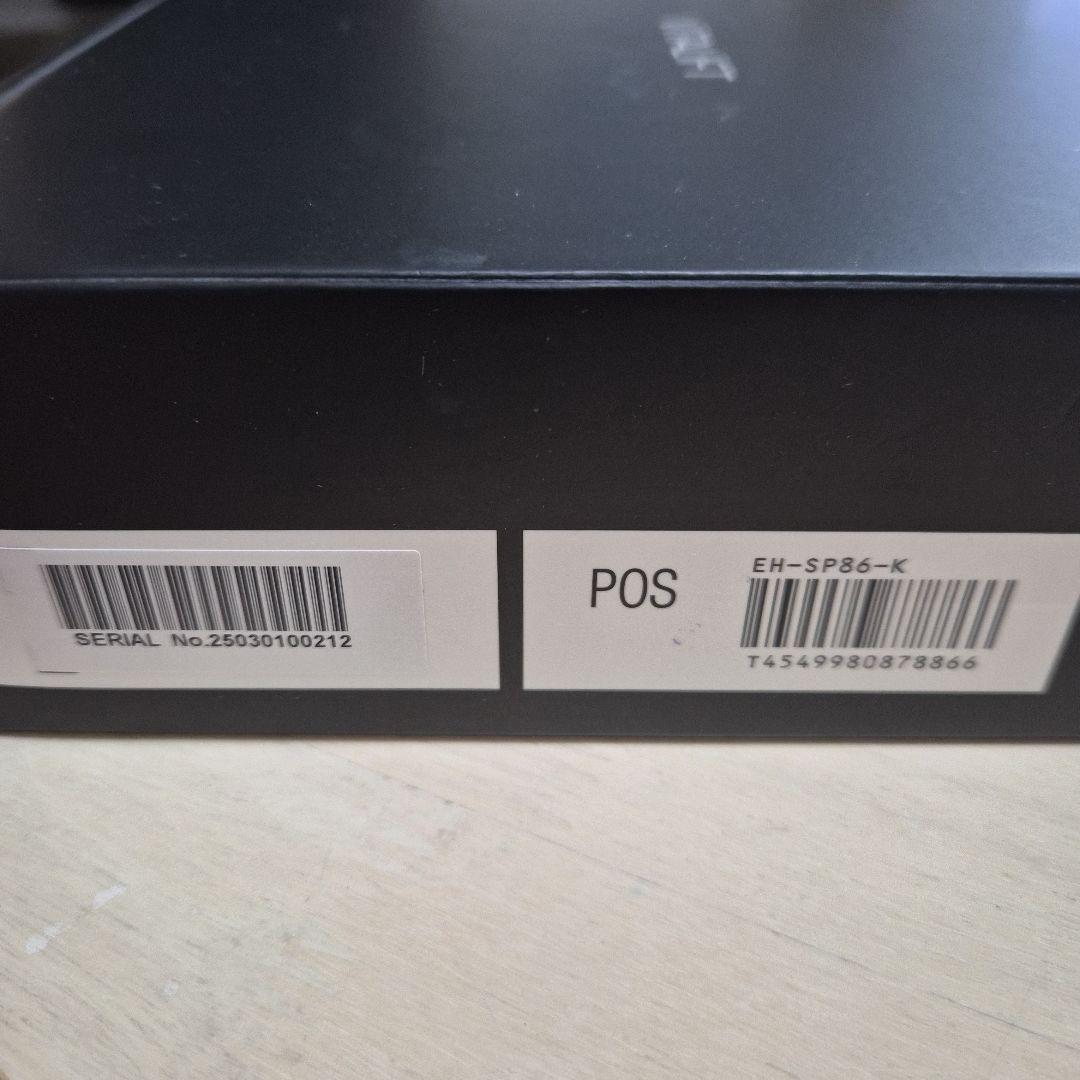 SERIAL No.25030100212
POS
EH-SP86-K
T4549980878866